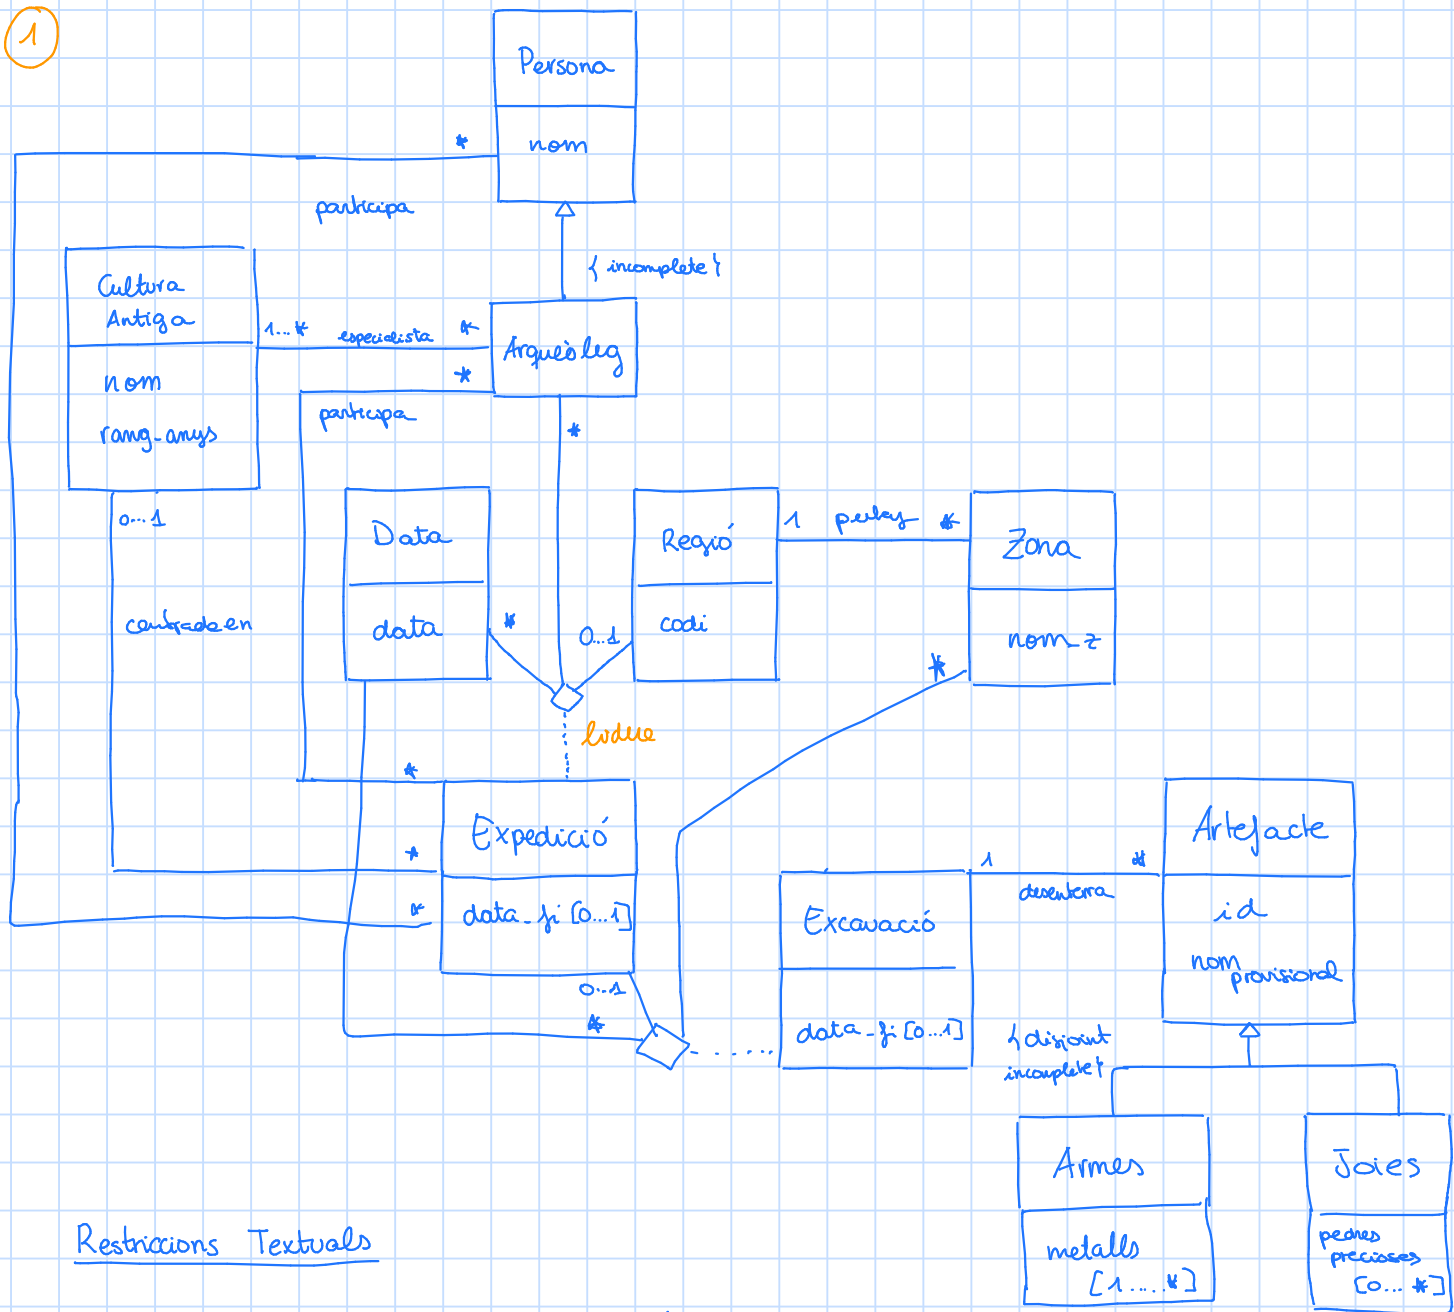 1
Persona
nom
*
participa
{ incomplete }
Cultura
Antiga
nom
rang_anys
1...*
especialista
*
Arqueòleg
*
participa
*
0...1
centrada en
Data
data
*
Regió
codi
0...1
1
*
Zona
nom_z
*
*
Expedició
data_fi [0...1]
*
*
0...1
*
Excavació
data_fi [0...1]
1
desenterra
*
Artefacte
id
nom
provisional
{ disjoint
incomplete }
Armes
metalls
[1.....*]
Joies
pedres
precioses
[0... *]
Restriccions Textuals